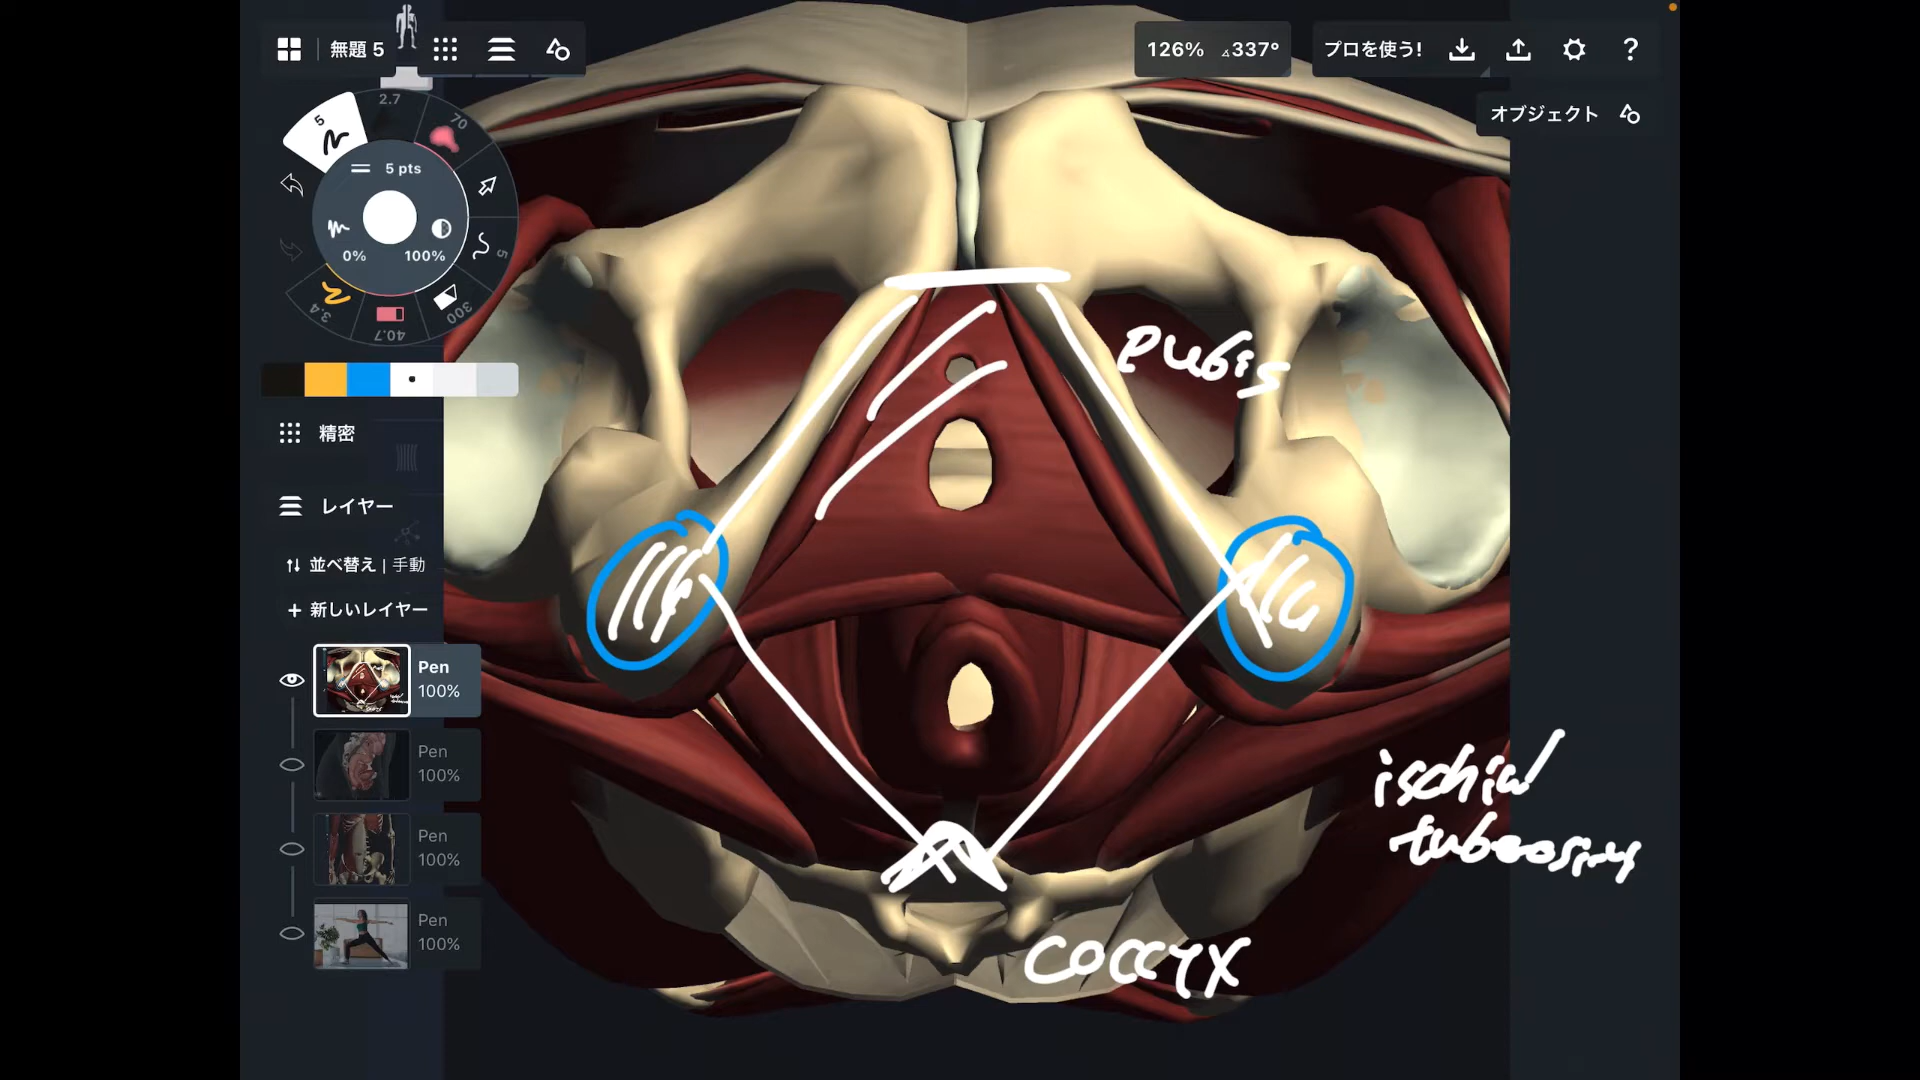 無題 5
126% ⊿337°
プロを使う!
?
オブジェクト
2.7
70
5
5 pts
5
0% 100%
3.4
40.7
300
精密
レイヤー
並べ替え | 手動
+ 新しいレイヤー
Pen
100%
Pen
100%
Pen
100%
Pen
100%
pubis
ischial
tuberosity
coccyx